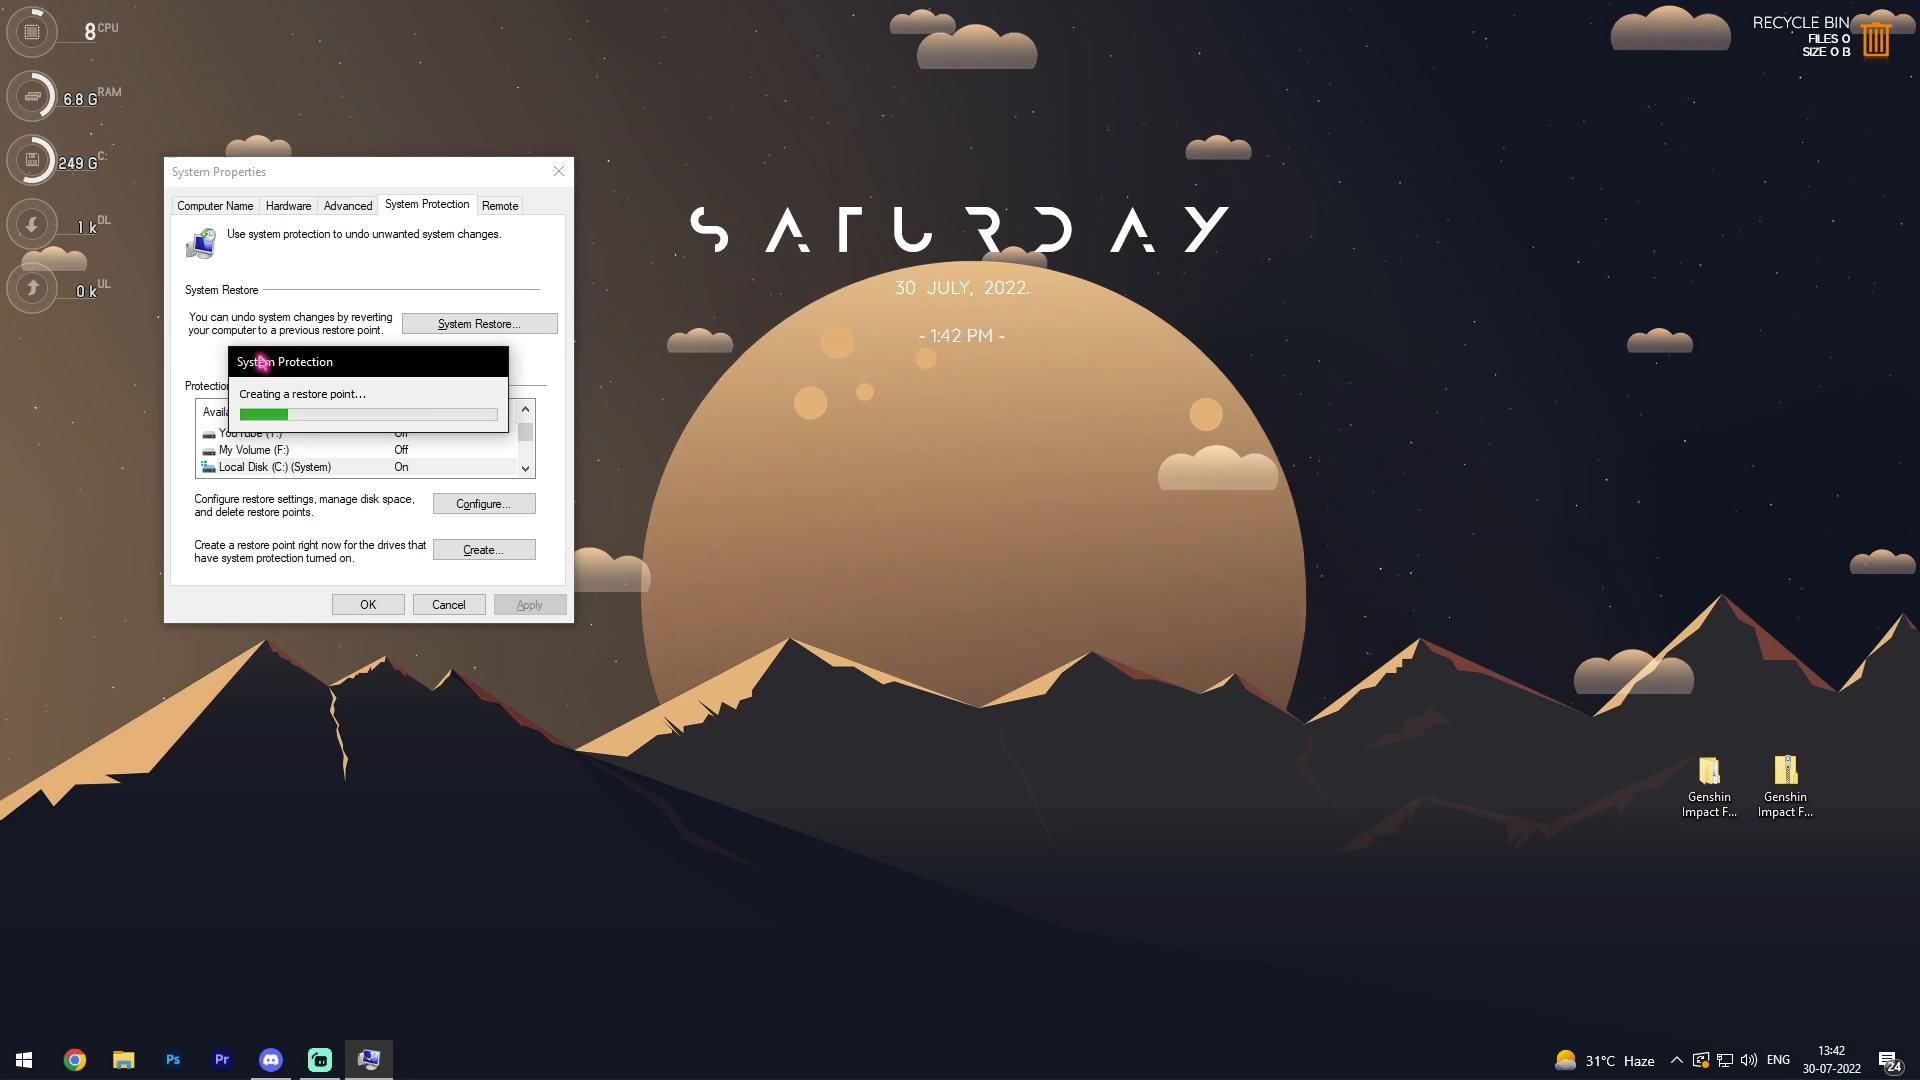 8 CPU
6.8 G RAM
249 G C:
1 k DL
0 k UL
RECYCLE BIN
FILES 0
SIZE 0 B
SATURDAY
30 JULY, 2022.
- 1:42 PM -
System Properties
Computer Name Hardware Advanced System Protection Remote
Use system protection to undo unwanted system changes.
System Restore
You can undo system changes by reverting
your computer to a previous restore point.
System Restore...
System Protection
Creating a restore point...
My Volume (F:) Off
Local Disk (C:) (System) On
Configure restore settings, manage disk space,
and delete restore points.
Configure...
Create a restore point right now for the drives that
have system protection turned on.
Create...
OK Cancel Apply
Genshin
Impact F...
Genshin
Impact F...
Ps Pr
31°C Haze
ENG
13:42
30-07-2022
24